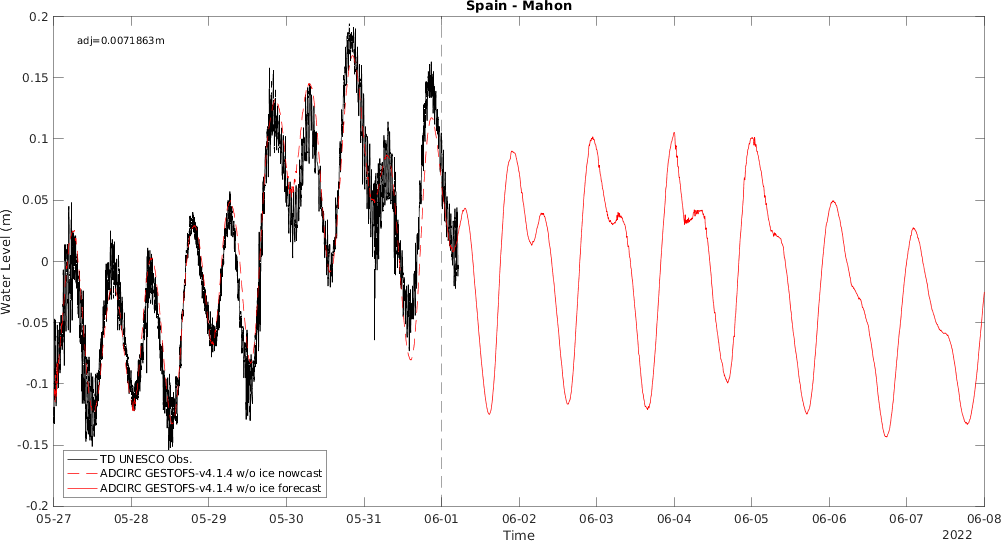 Spain - Mahon
adj=0.0071863m
0.2
0.15
0.1
0.05
0
-0.05
-0.1
-0.15
-0.2
Water Level (m)
TD UNESCO Obs.
ADCIRC GESTOFS-v4.1.4 w/o ice nowcast
ADCIRC GESTOFS-v4.1.4 w/o ice forecast
05-27 05-28 05-29 05-30 05-31 06-01 06-02 06-03 06-04 06-05 06-06 06-07 06-08
Time
2022